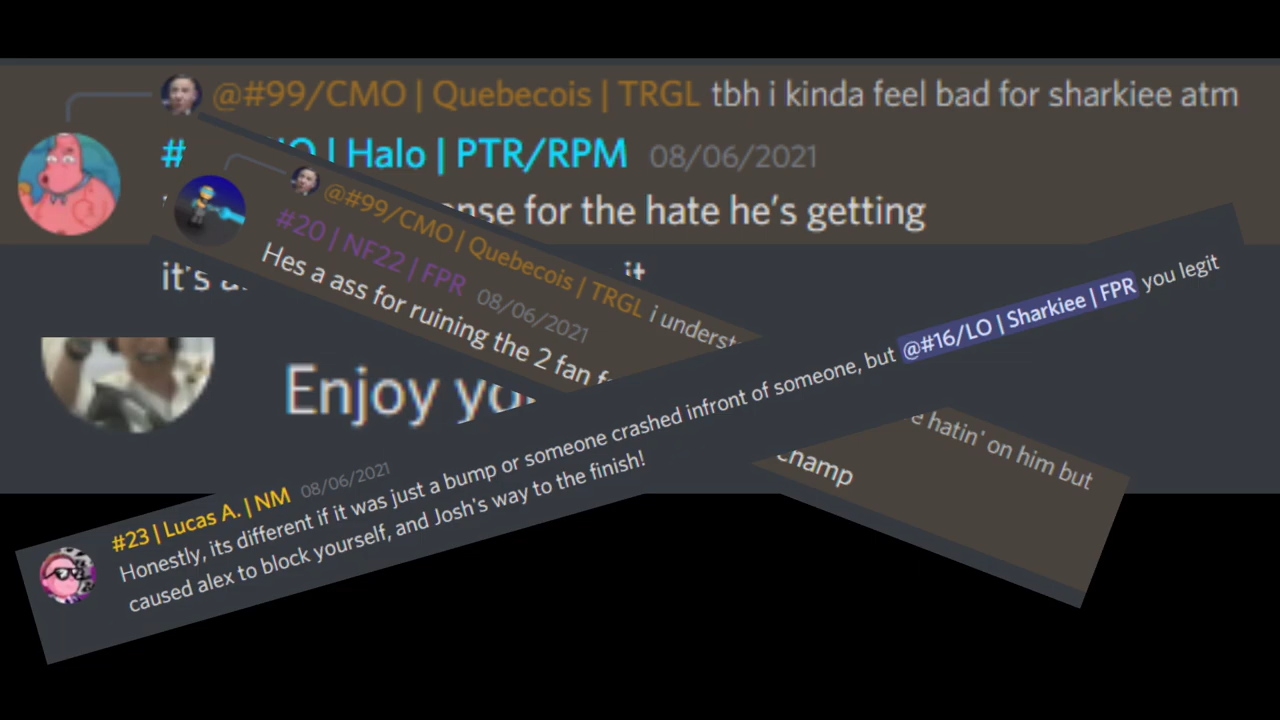 @#99/CMO | Quebecois | TRGL tbh i kinda feel bad for sharkiee atm
# | Halo | PTR/RPM 08/06/2021
for the hate he's getting
it's
@#99/CMO | Quebecois | TRGL i
#20 | NF22 | FPR 08/06/2021
Hes a ass for ruining the 2 fan
hatin' on him but
champ
Enjoy
#23 | Lucas A. | NM 08/06/2021
Honestly, its different if it was just a bump or someone crashed infront of someone, but @#16/LO | Sharkiee | FPR you legit
caused alex to block yourself, and Josh's way to the finish!